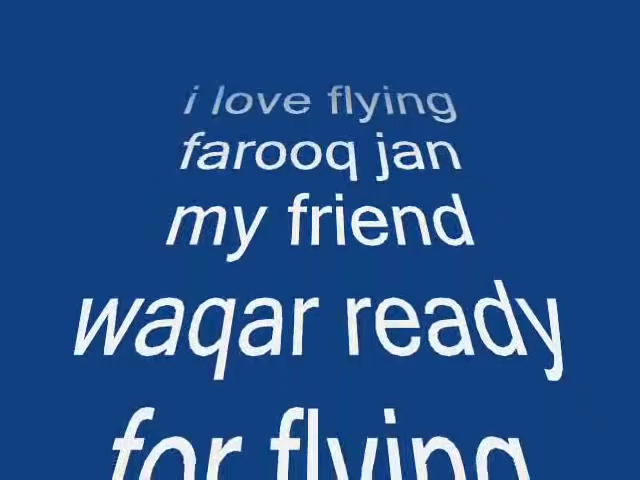 i love flying
farooq jan
my friend
waqar ready
for flying